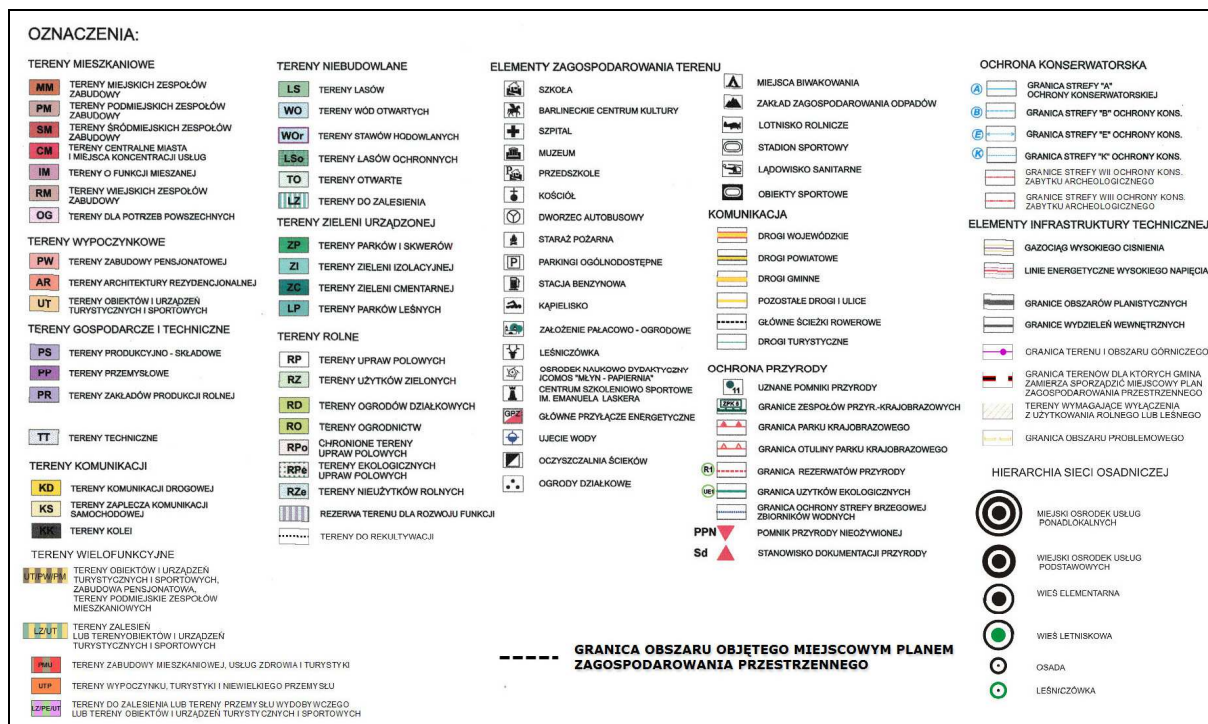 OZNACZENIA:
TERENY MIESZKANIOWE
MM TERENY MIEJSKICH ZESPOŁÓW
ZABUDOWY
PM TERENY PODMIEJSKICH ZESPOŁÓW
ZABUDOWY
SM TERENY ŚRÓDMIEJSKICH ZESPOŁÓW
ZABUDOWY
CM TERENY CENTRALNE MIASTA
I MIEJSCA KONCENTRACJI USŁUG
IM TERENY O FUNKCJI MIESZANEJ
RM TERENY WIEJSKICH ZESPOŁÓW
ZABUDOWY
OG TERENY DLA POTRZEB POWSZECHNYCH
TERENY WYPOCZYNKOWE
PW TERENY ZABUDOWY PENSJONATOWEJ
AR TERENY ARCHITEKTURY REZYDENCJONALNEJ
UT TERENY OBIEKTÓW I URZĄDZEŃ
TURYSTYCZNYCH I SPORTOWYCH
TERENY GOSPODARCZE I TECHNICZNE
PS TERENY PRODUKCYJNO - SKŁADOWE
PP TERENY PRZEMYSŁOWE
PR TERENY ZAKŁADÓW PRODUKCJI ROLNEJ
TT TERENY TECHNICZNE
TERENY KOMUNIKACJI
KD TERENY KOMUNIKACJI DROGOWEJ
KS TERENY ZAPLECZA KOMUNIKACJI
SAMOCHODOWEJ
KK TERENY KOLEI
TERENY WIELOFUNKCYJNE
UT/PW/PM TERENY OBIEKTÓW I URZĄDZEŃ
TURYSTYCZNYCH I SPORTOWYCH,
ZABUDOWA PENSJONATOWA,
TERENY PODMIEJSKIE ZESPOŁÓW
MIESZKANIOWYCH
LZ/UT TERENY ZALESIEŃ
LUB TERENYOBIEKTÓW I URZĄDZEŃ
TURYSTYCZNYCH I SPORTOWYCH
PMU TERENY ZABUDOWY MIESZKANIOWEJ, USŁUG ZDROWIA I TURYSTYKI
UTP TERENY WYPOCZYNKU, TURYSTYKI I NIEWIELKIEGO PRZEMYSŁU
LZ/PE/UT TERENY DO ZALESIENIA LUB TERENY PRZEMYSŁU WYDOBYWCZEGO
LUB TERENY OBIEKTÓW I URZĄDZEŃ TURYSTYCZNYCH I SPORTOWYCH
TERENY NIEBUDOWLANE
LS TERENY LASÓW
WO TERENY WÓD OTWARTYCH
WOr TERENY STAWÓW HODOWLANYCH
LSo TERENY ŁASÓW OCHRONNYCH
TO TERENY OTWARTE
LZ TERENY DO ZALESIENIA
TERENY ZIELENI URZĄDZONEJ
ZP TERENY PARKÓW I SKWERÓW
ZI TERENY ZIELENI IZOLACYJNEJ
ZC TERENY ZIELENI CMENTARNEJ
LP TERENY PARKÓW LEŚNYCH
TERENY ROLNE
RP TERENY UPRAW POLOWYCH
RZ TERENY UŻYTKÓW ZIELONYCH
RD TERENY OGRODÓW DZIAŁKOWYCH
RO TERENY OGRODNICTW
RPo CHRONIONE TERENY
UPRAW POLOWYCH
RPe TERENY EKOLOGICZNYCH
UPRAW POLOWYCH
RZe TERENY NIEUŻYTKÓW ROLNYCH
REZERWA TERENU DLA ROZWOJU FUNKCJI
TERENY DO REKULTYWACJI
ELEMENTY ZAGOSPODAROWANIA TERENU
SZKOŁA
BARLINECKIE CENTRUM KULTURY
SZPITAL
MUZEUM
PRZEDSZKOLE
KOŚCIÓŁ
DWORZEC AUTOBUSOWY
STARAŻ POŻARNA
P PARKINGI OGÓLNODOSTĘPNE
STACJA BENZYNOWA
KĄPIELISKO
ZAŁOŻENIE PAŁACOWO - OGRODOWE
LEŚNICZÓWKA
OSRODEK NAUKOWO DYDAKTYCZNY
ICOMOS "MŁYN - PAPIERNIA"
CENTRUM SZKOLENIOWO SPORTOWE
IM. EMANUELA LASKERA
GPZ GŁÓWNE PRZYŁĄCZE ENERGETYCZNE
UJECIE WODY
OCZYSZCZALNIA ŚCIEKÓW
OGRODY DZIAŁKOWE
MIEJSCA BIWAKOWANIA
ZAKŁAD ZAGOSPODAROWANIA ODPADÓW
LOTNISKO ROLNICZE
STADION SPORTOWY
LĄDOWISKO SANITARNE
OBIEKTY SPORTOWE
KOMUNIKACJA
DROGI WOJEWÓDZKIE
DROGI POWIATOWE
DROGI GMINNE
POZOSTAŁE DROGI I ULICE
GŁÓWNE ŚCIEŻKI ROWEROWE
DROGI TURYSTYCZNE
OCHRONA PRZYRODY
11 UZNANE POMNIKI PRZYRODY
ZPK 6 GRANICE ZESPOŁÓW PRZYR.-KRAJOBRAZOWYCH
GRANICA PARKU KRAJOBRAZOWEGO
GRANICA OTULINY PARKU KRAJOBRAZOWEGO
R1 GRANICA REZERWATÓW PRZYRODY
UE1 GRANICA UZYTKÓW EKOLOGICZNYCH
GRANICA OCHRONY STREFY BRZEGOWEJ
ZBIORNIKÓW WODNYCH
PPN POMNIK PRZYRODY NIEOŻYWIONEJ
Sd STANOWISKO DOKUMENTACJI PRZYRODY
OCHRONA KONSERWATORSKA
A GRANICA STREFY "A"
OCHRONY KONSERWATORSKIEJ
B GRANICA STREFY "B" OCHRONY KONS.
E GRANICA STREFY "E" OCHRONY KONS.
K GRANICA STREFY "K" OCHRONY KONS.
GRANICE STREFY WII OCHRONY KONS.
ZABYTKU ARCHEOLOGICZNEGO
GRANICE STREFY WIII OCHRONY KONS.
ZABYTKU ARCHEOLOGICZNEGO
ELEMENTY INFRASTRUKTURY TECHNICZNEJ
GAZOCIĄG WYSOKIEGO CISNIENIA
LINIE ENERGETYCZNE WYSOKIEGO NAPIĘCIA
GRANICE OBSZARÓW PLANISTYCZNYCH
GRANICE WYDZIELEŃ WEWNĘTRZNYCH
GRANICA TERENU I OBSZARU GÓRNICZEGO
GRANICA TERENÓW DLA KTÓRYCH GMINA
ZAMIERZA SPORZĄDZIĆ MIEJSCOWY PLAN
ZAGOSPODAROWANIA PRZESTRZENNEGO
TERENY WYMAGAJĄCE WYŁĄCZENIA
Z UŻYTKOWANIA ROLNEGO LUB LEŚNEGO
GRANICA OBSZARU PROBLEMOWEGO
HIERARCHIA SIECI OSADNICZEJ
MIEJSKI OSRODEK USŁUG
PONADLOKALNYCH
WIEJSKI OSRODEK USŁUG
PODSTAWOWYCH
WIEŚ ELEMENTARNA
WIEŚ LETNISKOWA
OSADA
LEŚNICZÓWKA
GRANICA OBSZARU OBJĘTEGO MIEJSCOWYM PLANEM
ZAGOSPODAROWANIA PRZESTRZENNEGO